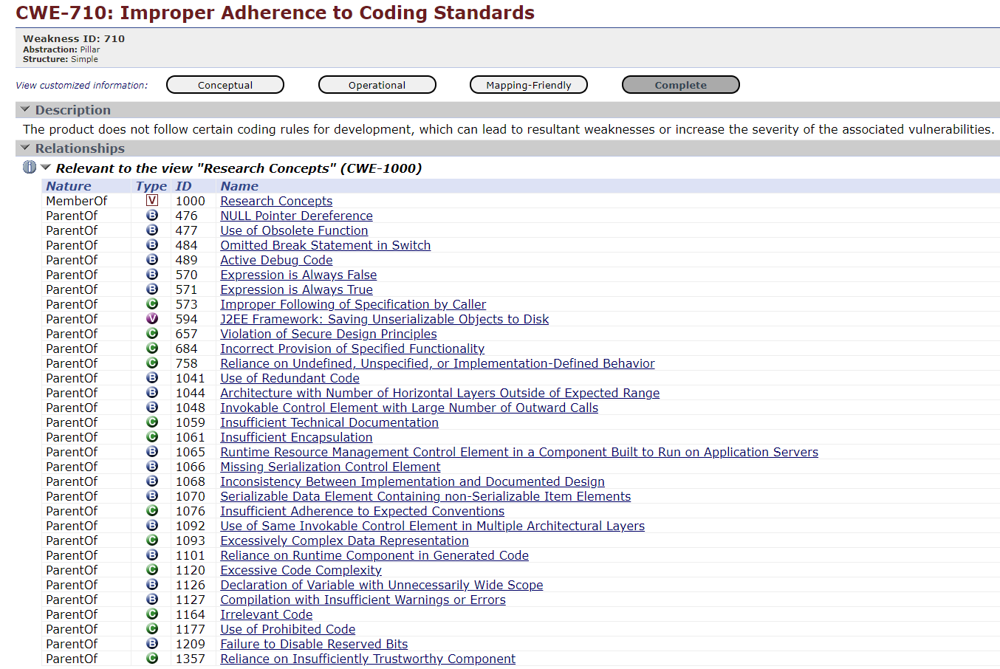 CWE-710: Improper Adherence to Coding Standards
Weakness ID: 710
Abstraction: Pillar
Structure: Simple
View customized information: Conceptual Operational Mapping-Friendly Complete
Description
The product does not follow certain coding rules for development, which can lead to resultant weaknesses or increase the severity of the associated vulnerabilities.
Relationships
i Relevant to the view "Research Concepts" (CWE-1000)
Nature Type ID Name
MemberOf V 1000 Research Concepts
ParentOf B 476 NULL Pointer Dereference
ParentOf B 477 Use of Obsolete Function
ParentOf B 484 Omitted Break Statement in Switch
ParentOf B 489 Active Debug Code
ParentOf B 570 Expression is Always False
ParentOf B 571 Expression is Always True
ParentOf C 573 Improper Following of Specification by Caller
ParentOf V 594 J2EE Framework: Saving Unserializable Objects to Disk
ParentOf C 657 Violation of Secure Design Principles
ParentOf C 684 Incorrect Provision of Specified Functionality
ParentOf C 758 Reliance on Undefined, Unspecified, or Implementation-Defined Behavior
ParentOf B 1041 Use of Redundant Code
ParentOf B 1044 Architecture with Number of Horizontal Layers Outside of Expected Range
ParentOf B 1048 Invokable Control Element with Large Number of Outward Calls
ParentOf C 1059 Insufficient Technical Documentation
ParentOf C 1061 Insufficient Encapsulation
ParentOf B 1065 Runtime Resource Management Control Element in a Component Built to Run on Application Servers
ParentOf B 1066 Missing Serialization Control Element
ParentOf B 1068 Inconsistency Between Implementation and Documented Design
ParentOf B 1070 Serializable Data Element Containing non-Serializable Item Elements
ParentOf C 1076 Insufficient Adherence to Expected Conventions
ParentOf B 1092 Use of Same Invokable Control Element in Multiple Architectural Layers
ParentOf C 1093 Excessively Complex Data Representation
ParentOf B 1101 Reliance on Runtime Component in Generated Code
ParentOf C 1120 Excessive Code Complexity
ParentOf B 1126 Declaration of Variable with Unnecessarily Wide Scope
ParentOf B 1127 Compilation with Insufficient Warnings or Errors
ParentOf C 1164 Irrelevant Code
ParentOf C 1177 Use of Prohibited Code
ParentOf B 1209 Failure to Disable Reserved Bits
ParentOf C 1357 Reliance on Insufficiently Trustworthy Component